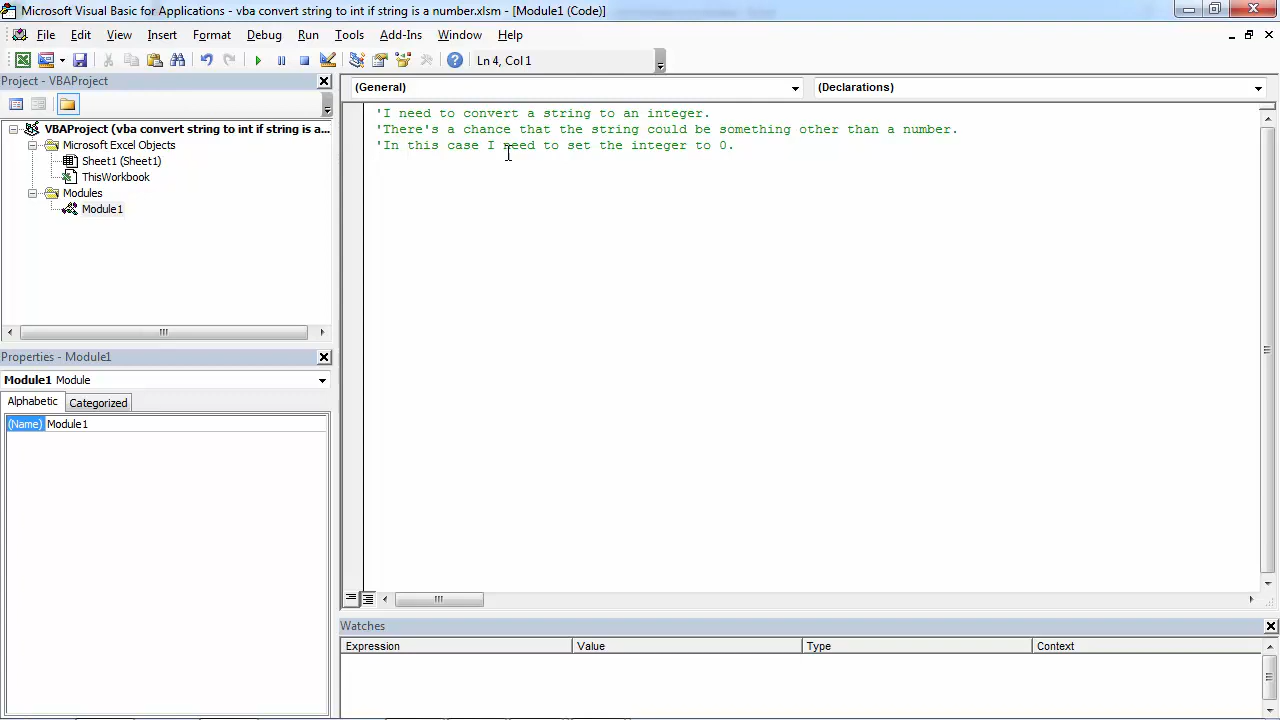 Microsoft Visual Basic for Applications - vba convert string to int if string is a number.xlsm - [Module1 (Code)]
File Edit View Insert Format Debug Run Tools Add-Ins Window Help
Ln 4, Col 1
Project - VBAProject
VBAProject (vba convert string to int if string is a...
Microsoft Excel Objects
Sheet1 (Sheet1)
ThisWorkbook
Modules
Module1
Properties - Module1
Module1 Module
Alphabetic Categorized
(Name) Module1
(General) (Declarations)
'I need to convert a string to an integer.
'There's a chance that the string could be something other than a number.
'In this case I need to set the integer to 0.
Watches
Expression Value Type Context